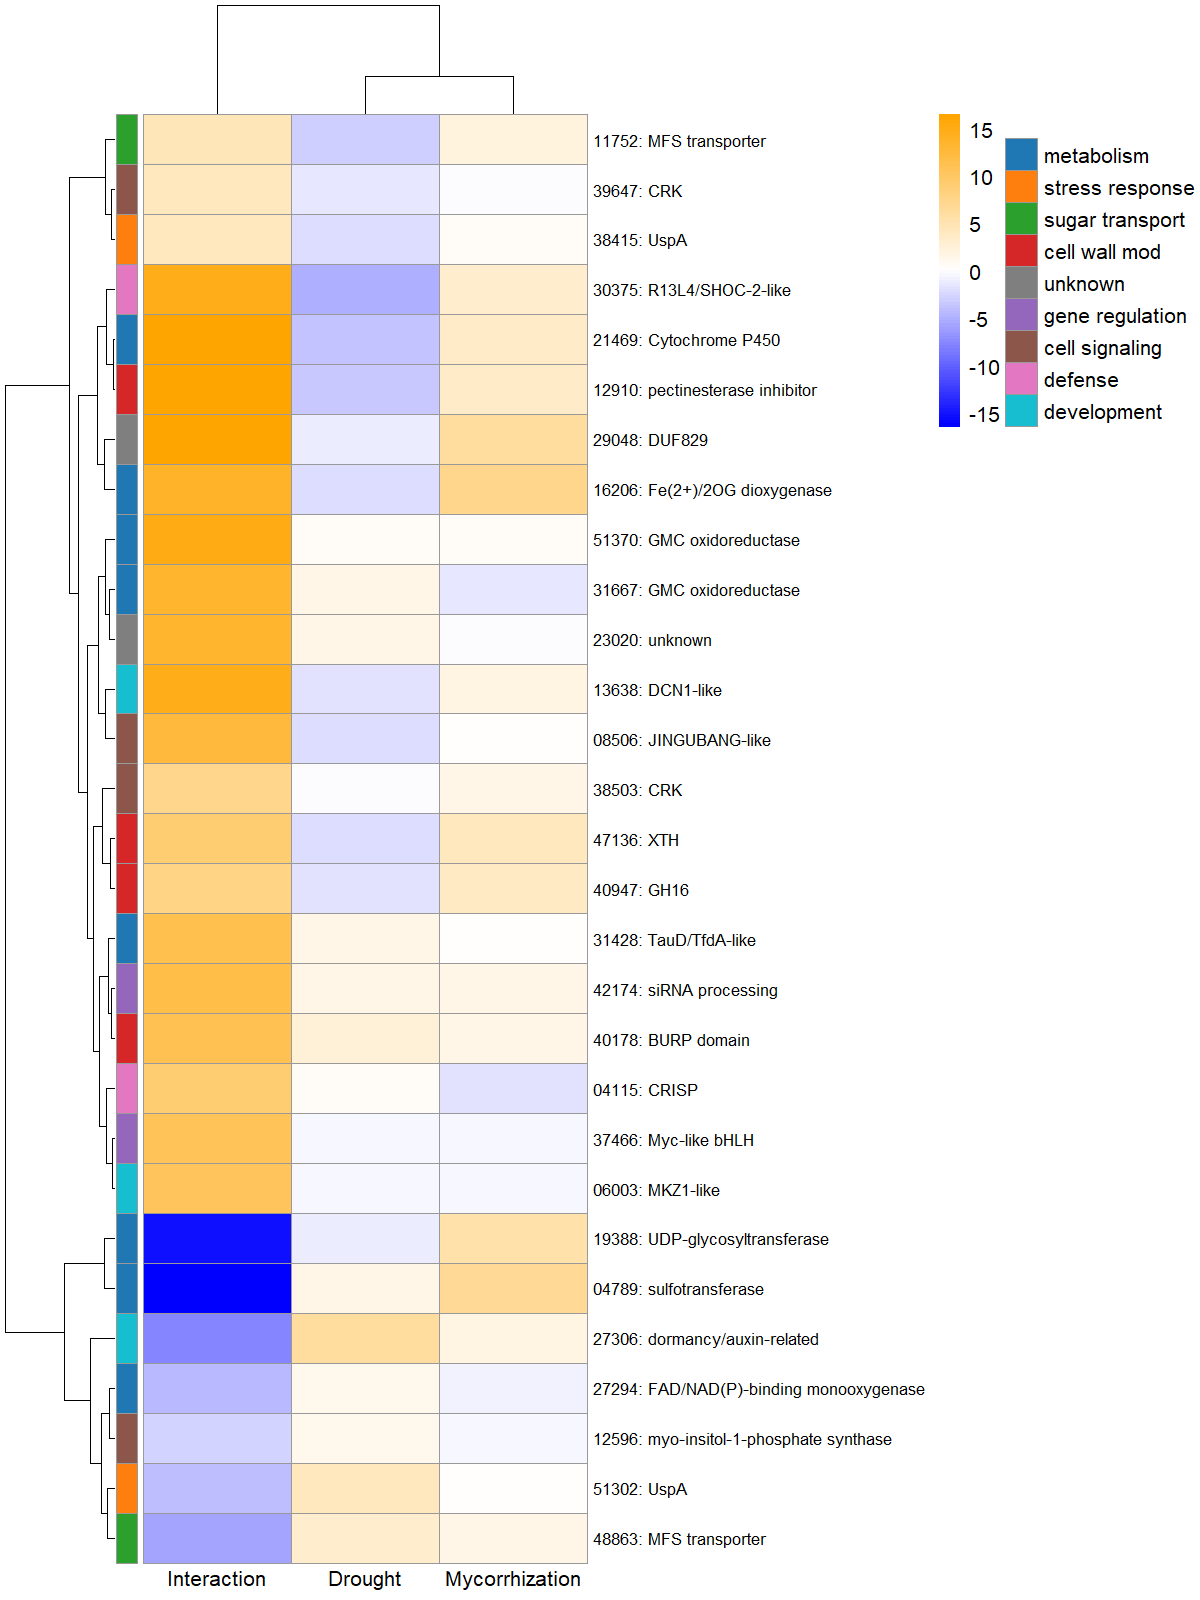 11752: MFS transporter
39647: CRK
38415: UspA
30375: R13L4/SHOC-2-like
21469: Cytochrome P450
12910: pectinesterase inhibitor
29048: DUF829
16206: Fe(2+)/2OG dioxygenase
51370: GMC oxidoreductase
31667: GMC oxidoreductase
23020: unknown
13638: DCN1-like
08506: JINGUBANG-like
38503: CRK
47136: XTH
40947: GH16
31428: TauD/TfdA-like
42174: siRNA processing
40178: BURP domain
04115: CRISP
37466: Myc-like bHLH
06003: MKZ1-like
19388: UDP-glycosyltransferase
04789: sulfotransferase
27306: dormancy/auxin-related
27294: FAD/NAD(P)-binding monooxygenase
12596: myo-insitol-1-phosphate synthase
51302: UspA
48863: MFS transporter
Interaction
Drought
Mycorrhization
15
10
5
0
-5
-10
-15
metabolism
stress response
sugar transport
cell wall mod
unknown
gene regulation
cell signaling
defense
development